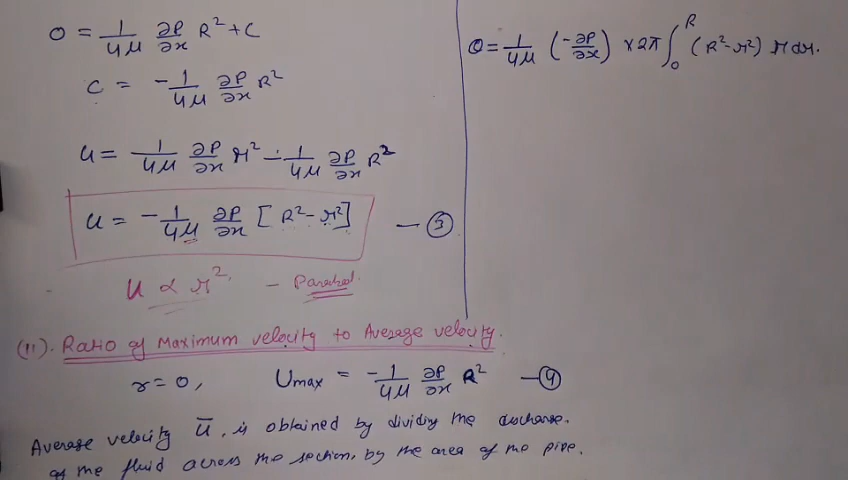 0 = 1/4μ ∂P/∂x R² + C
C = -1/4μ ∂P/∂x R²
u = 1/4μ ∂P/∂x r² - 1/4μ ∂P/∂x R²
u = -1/4μ ∂P/∂x [R²-r²] — ③
u ∝ r² -
(11). Ratio of Maximum velocity to Average velocity.
r=0, Umax = -1/4μ ∂P/∂x R² —④
Average velocity ū, is obtained by dividing the discharge.
of the fluid across the section, by the area of the pipe.
Q = 1/4μ (-∂P/∂x) × 2π ∫₀ᴿ (R²-r²) r dr.